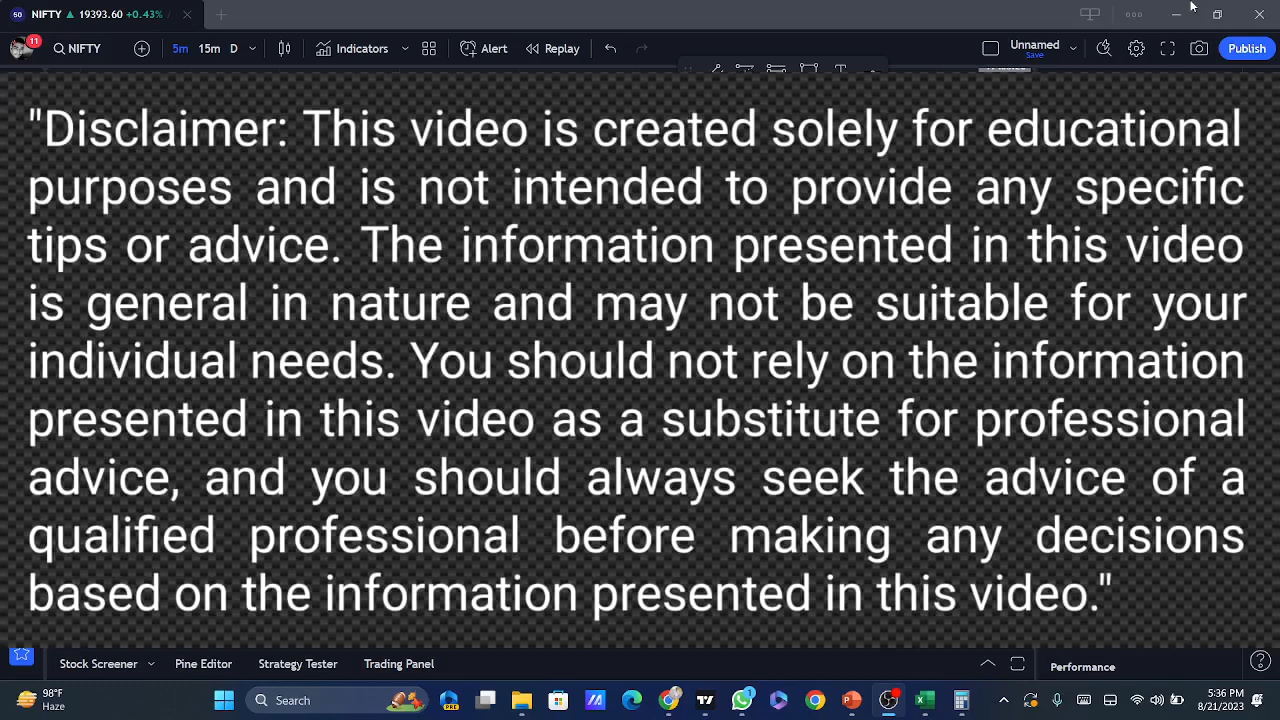 NIFTY ▲ 19393.60 +0.43%
11 NIFTY 5m 15m D Indicators Alert Replay Unnamed Save Publish
"Disclaimer: This video is created solely for educational
purposes and is not intended to provide any specific
tips or advice. The information presented in this video
is general in nature and may not be suitable for your
individual needs. You should not rely on the information
presented in this video as a substitute for professional
advice, and you should always seek the advice of a
qualified professional before making any decisions
based on the information presented in this video."
Stock Screener Pine Editor Strategy Tester Trading Panel Performance
98°F
Haze
Search
PRE
1
5:36 PM
8/21/2023